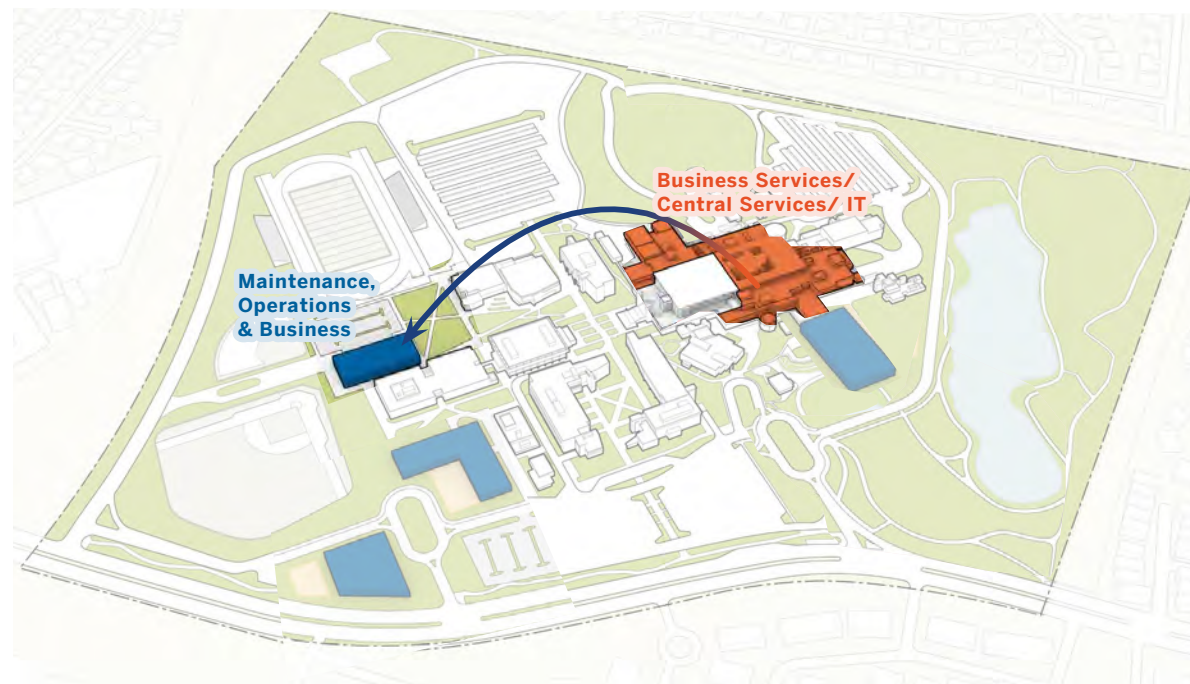 Business Services/
Central Services/ IT
Maintenance,
Operations
& Business